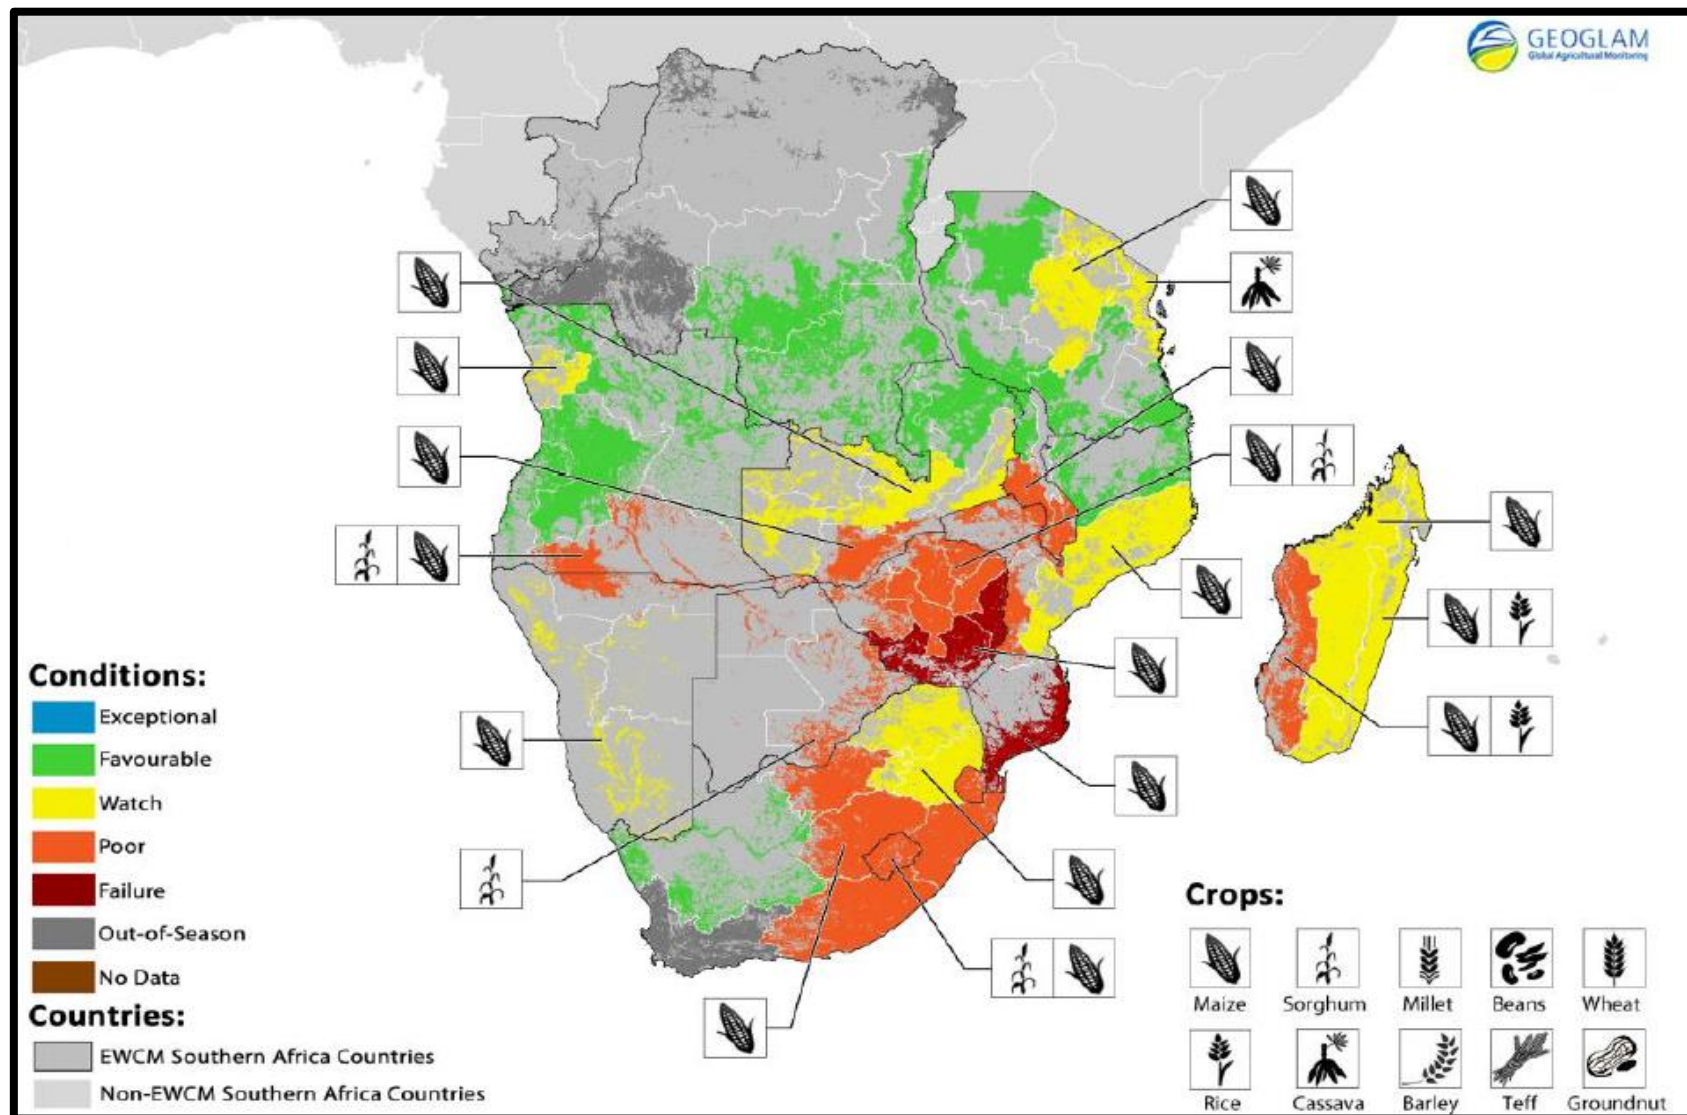 GEOGLAM
Global Agricultural Monitoring
Conditions:
Exceptional
Favourable
Watch
Poor
Failure
Out-of-Season
No Data
Countries:
EWCM Southern Africa Countries
Non-EWCM Southern Africa Countries
Crops:
Maize Sorghum Millet Beans Wheat
Rice Cassava Barley Teff Groundnut